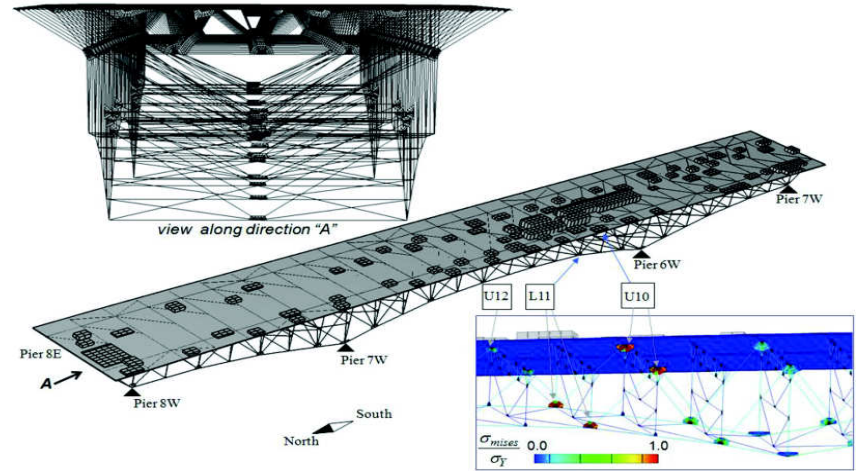 view along direction "A"
Pier 7W
Pier 6W
U12
L11
U10
Pier 8E
A
Pier 7W
Pier 8W
South
North
σmises
σY
0.0
1.0